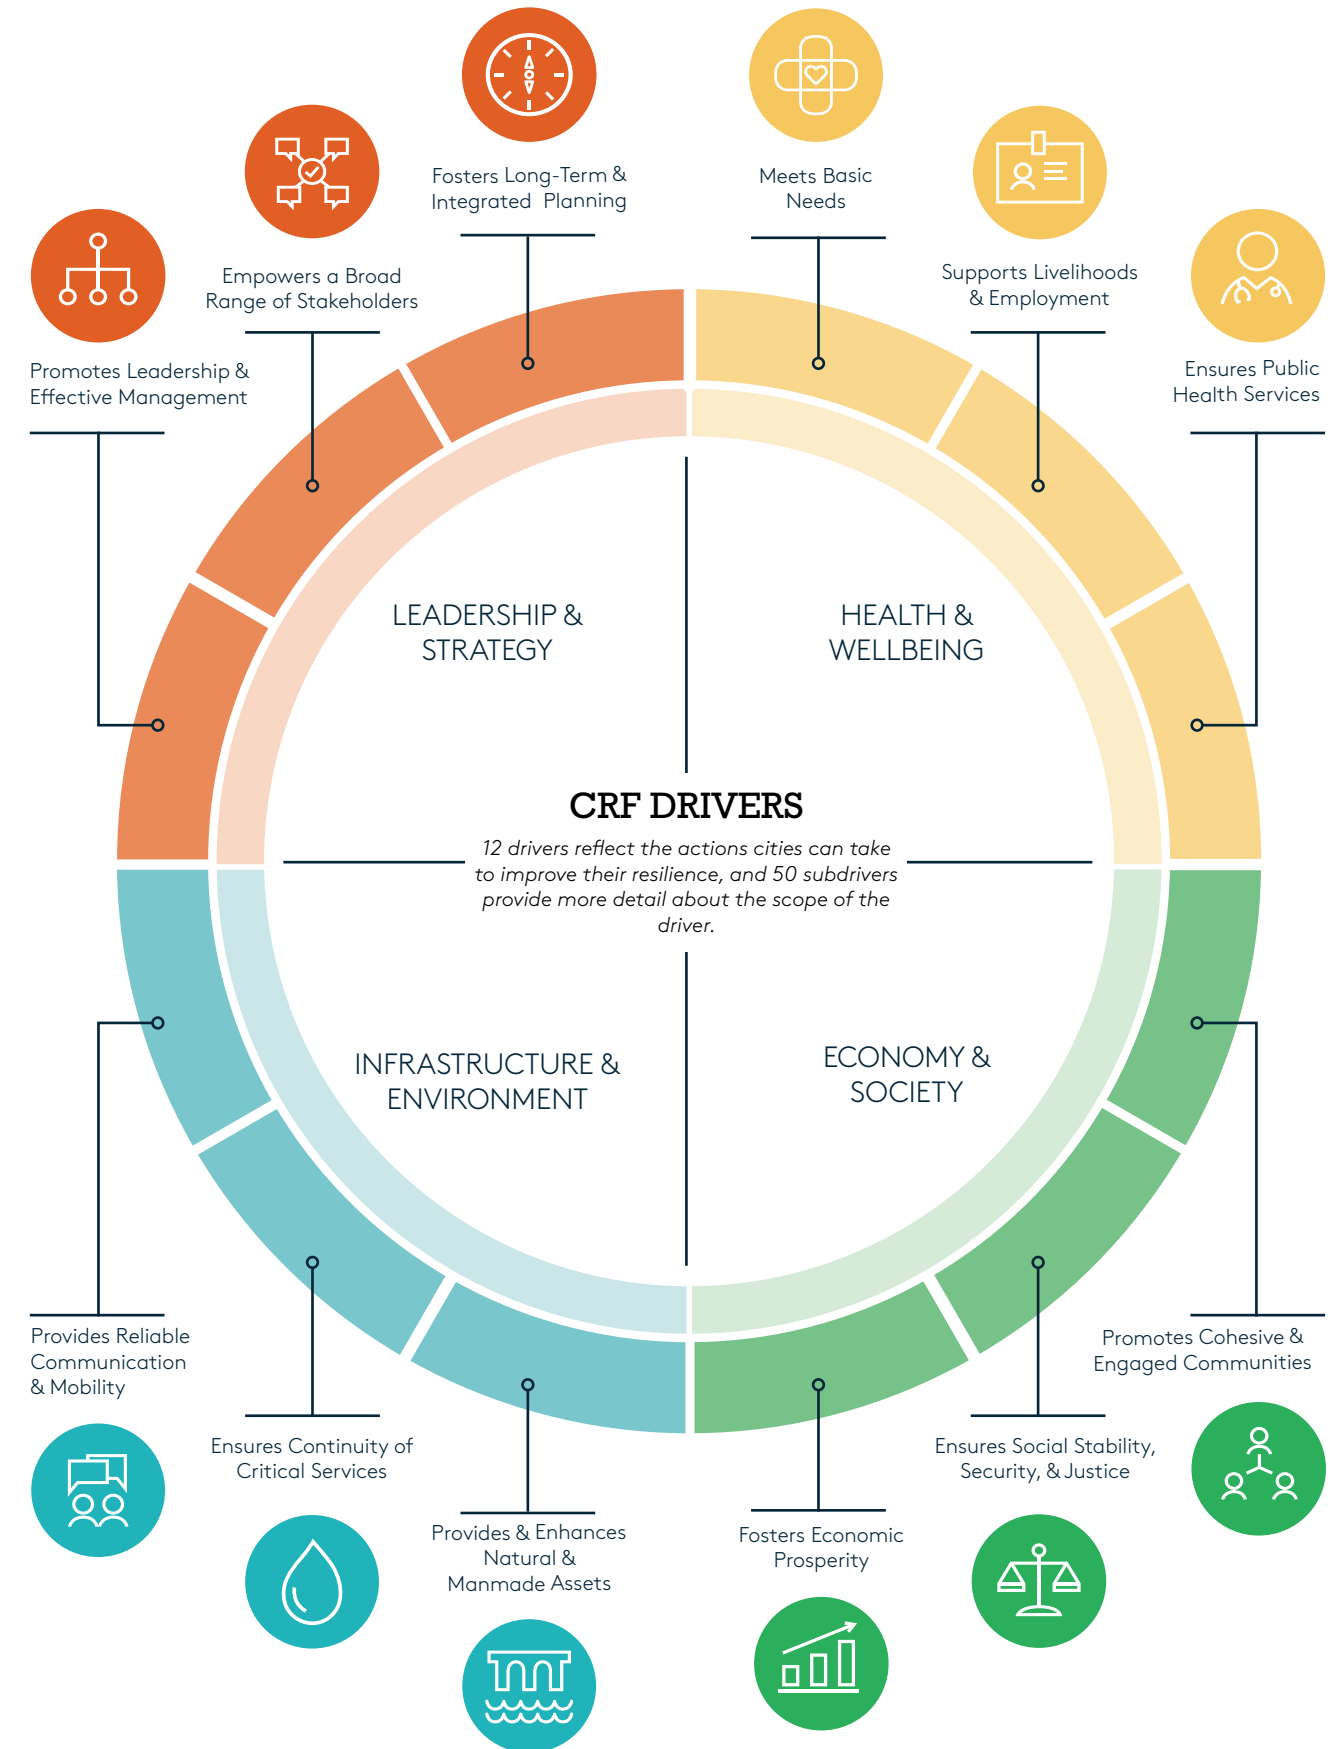 Fosters Long-Term &
Integrated Planning
Meets Basic
Needs
Empowers a Broad
Range of Stakeholders
Supports Livelihoods
& Employment
Promotes Leadership &
Effective Management
Ensures Public
Health Services
LEADERSHIP &
STRATEGY
HEALTH &
WELLBEING
CRF DRIVERS
12 drivers reflect the actions cities can take
to improve their resilience, and 50 subdrivers
provide more detail about the scope of the
driver.
INFRASTRUCTURE &
ENVIRONMENT
ECONOMY &
SOCIETY
Provides Reliable
Communication
& Mobility
Promotes Cohesive &
Engaged Communities
Ensures Continuity of
Critical Services
Ensures Social Stability,
Security, & Justice
Provides & Enhances
Natural &
Manmade Assets
Fosters Economic
Prosperity